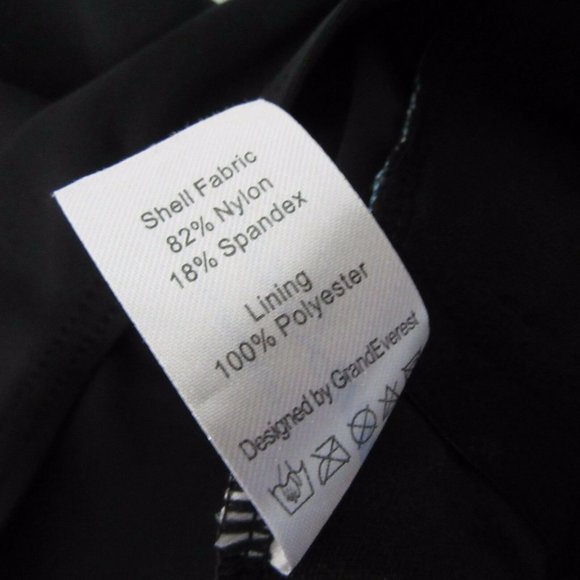 Shell Fabric
82% Nylon
18% Spandex
Lining
100% Polyester
Designed by GrandEverest